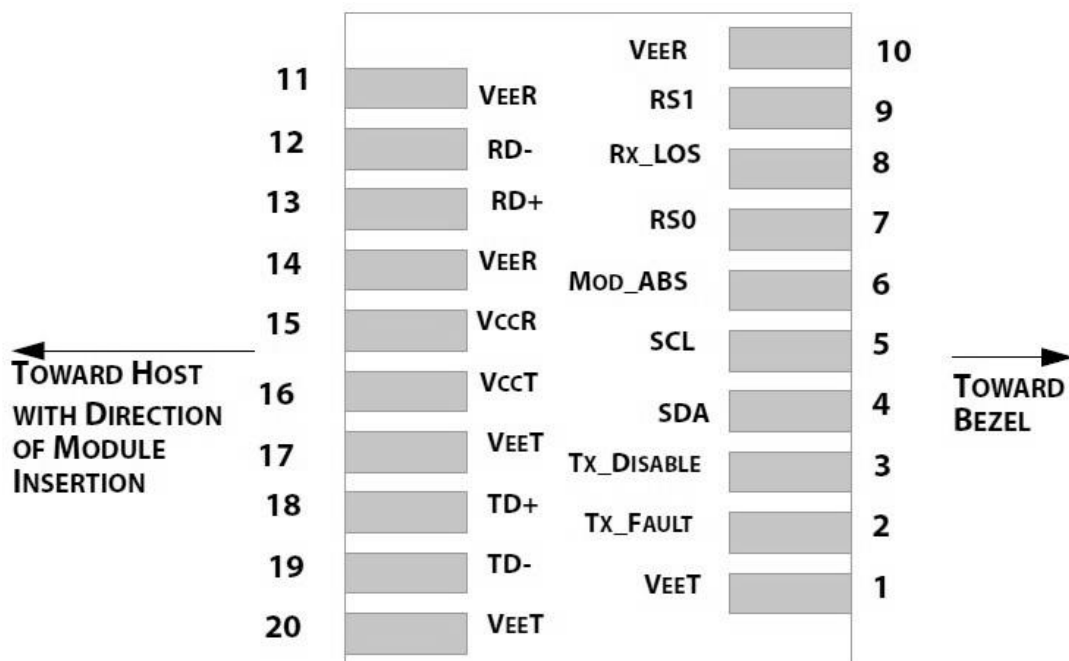 VEER 10
11 VEER
RS1 9
12 RD-
RX_LOS 8
13 RD+
RS0 7
14 VEER
MOD_ABS 6
15 VCCR
SCL 5
TOWARD HOST
WITH DIRECTION
OF MODULE
INSERTION
TOWARD
BEZEL
16 VCCT
SDA 4
17 VEET
TX_DISABLE 3
18 TD+
TX_FAULT 2
19 TD-
VEET 1
20 VEET